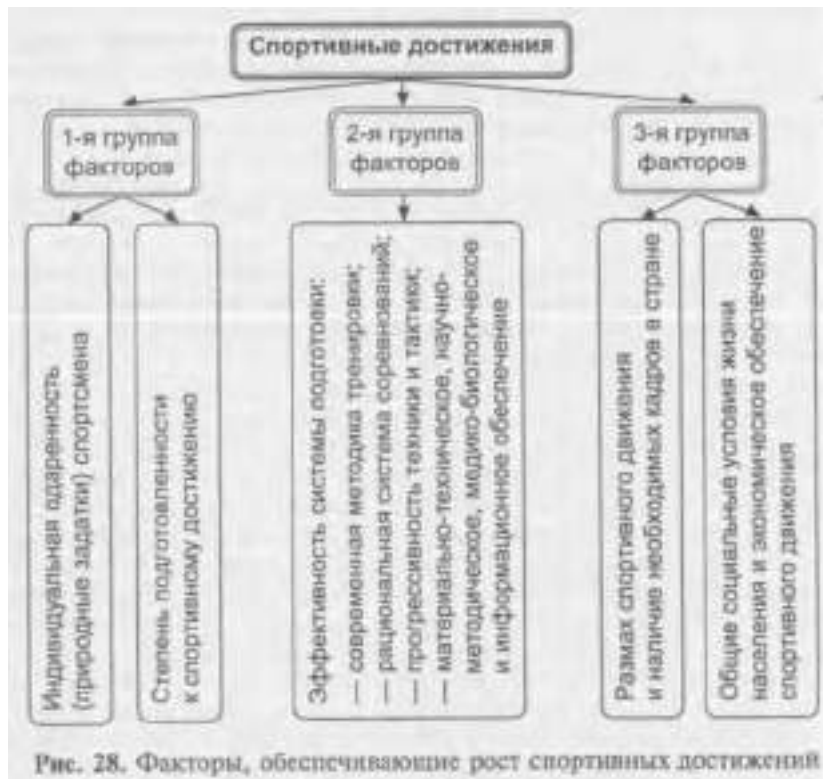 Спортивные достижения
1-я группа
факторов
2-я группа
факторов
3-я группа
факторов
Индивидуальная одаренность
(природные задатки) спортсмена
Степень подготовленности
к спортивному достижению
Эффективность системы подготовки:
— современная методика тренировки;
— рациональная система соревнований;
— прогрессивность техники и тактики;
— материально-техническое, научно-
методическое, медико-биологическое
и информационное обеспечение
Размах спортивного движения
и наличие необходимых кадров в стране
Общие социальные условия жизни
населения и экономическое обеспечение
спортивного движения
Рис. 28. Факторы, обеспечивающие рост спортивных достижений